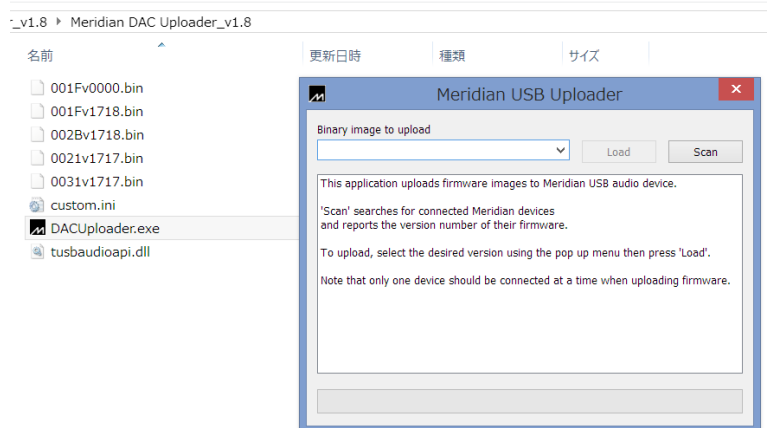 r_v1.8 Meridian DAC Uploader_v1.8
名前 更新日時 種類 サイズ
001Fv0000.bin
001Fv1718.bin
002Bv1718.bin
0021v1717.bin
0031v1717.bin
custom.ini
DACUploader.exe
tusbaudioapi.dll
Meridian USB Uploader
Binary image to upload
Load Scan
This application uploads firmware images to Meridian USB audio device.
'Scan' searches for connected Meridian devices
and reports the version number of their firmware.
To upload, select the desired version using the pop up menu then press 'Load'.
Note that only one device should be connected at a time when uploading firmware.